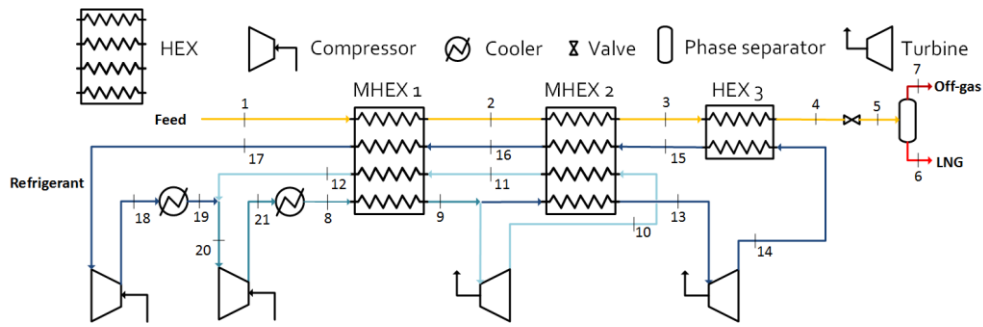 HEX
Compressor
Cooler
Valve
Phase separator
Turbine
7
Off-gas
MHEX 1
MHEX 2
HEX 3
Feed
1
2
3
4
5
17
16
15
6
LNG
Refrigerant
12
11
18
19
21
8
9
13
10
20
14